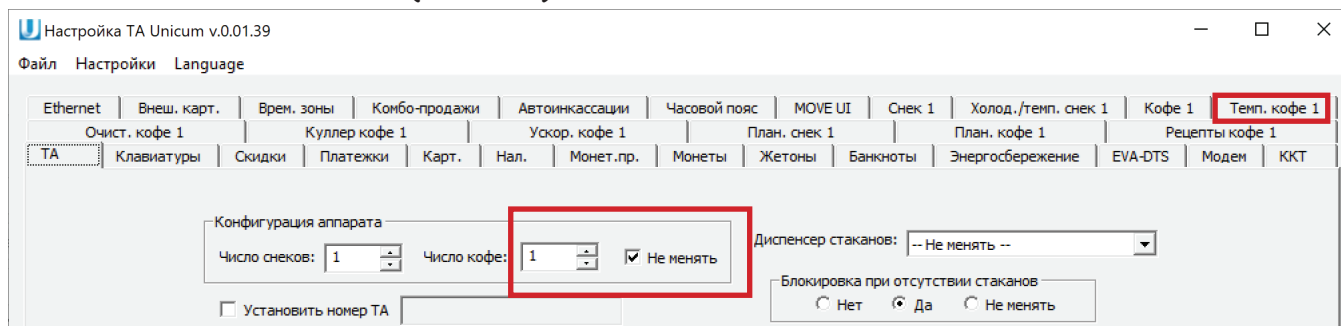 Настройка ТА Unicum v.0.01.39
Файл Настройки Language
Ethernet Внеш. карт. Врем. зоны Комбо-продажи Автоинкассации Часовой пояс MOVE UI Снек 1 Холод./темп. снек 1 Кофе 1 Темп. кофе 1
Очист. кофе 1 Куллер кофе 1 Ускор. кофе 1 План. снек 1 План. кофе 1 Рецепты кофе 1
ТА Клавиатуры Скидки Платежки Карт. Нал. Монет.пр. Монеты Жетоны Банкноты Энергосбережение EVA-DTS Модем ККТ
Конфигурация аппарата
Число снеков: 1 Число кофе: 1 Не менять
Диспенсер стаканов: -- Не менять --
Блокировка при отсутствии стаканов
Нет Да Не менять
Установить номер ТА